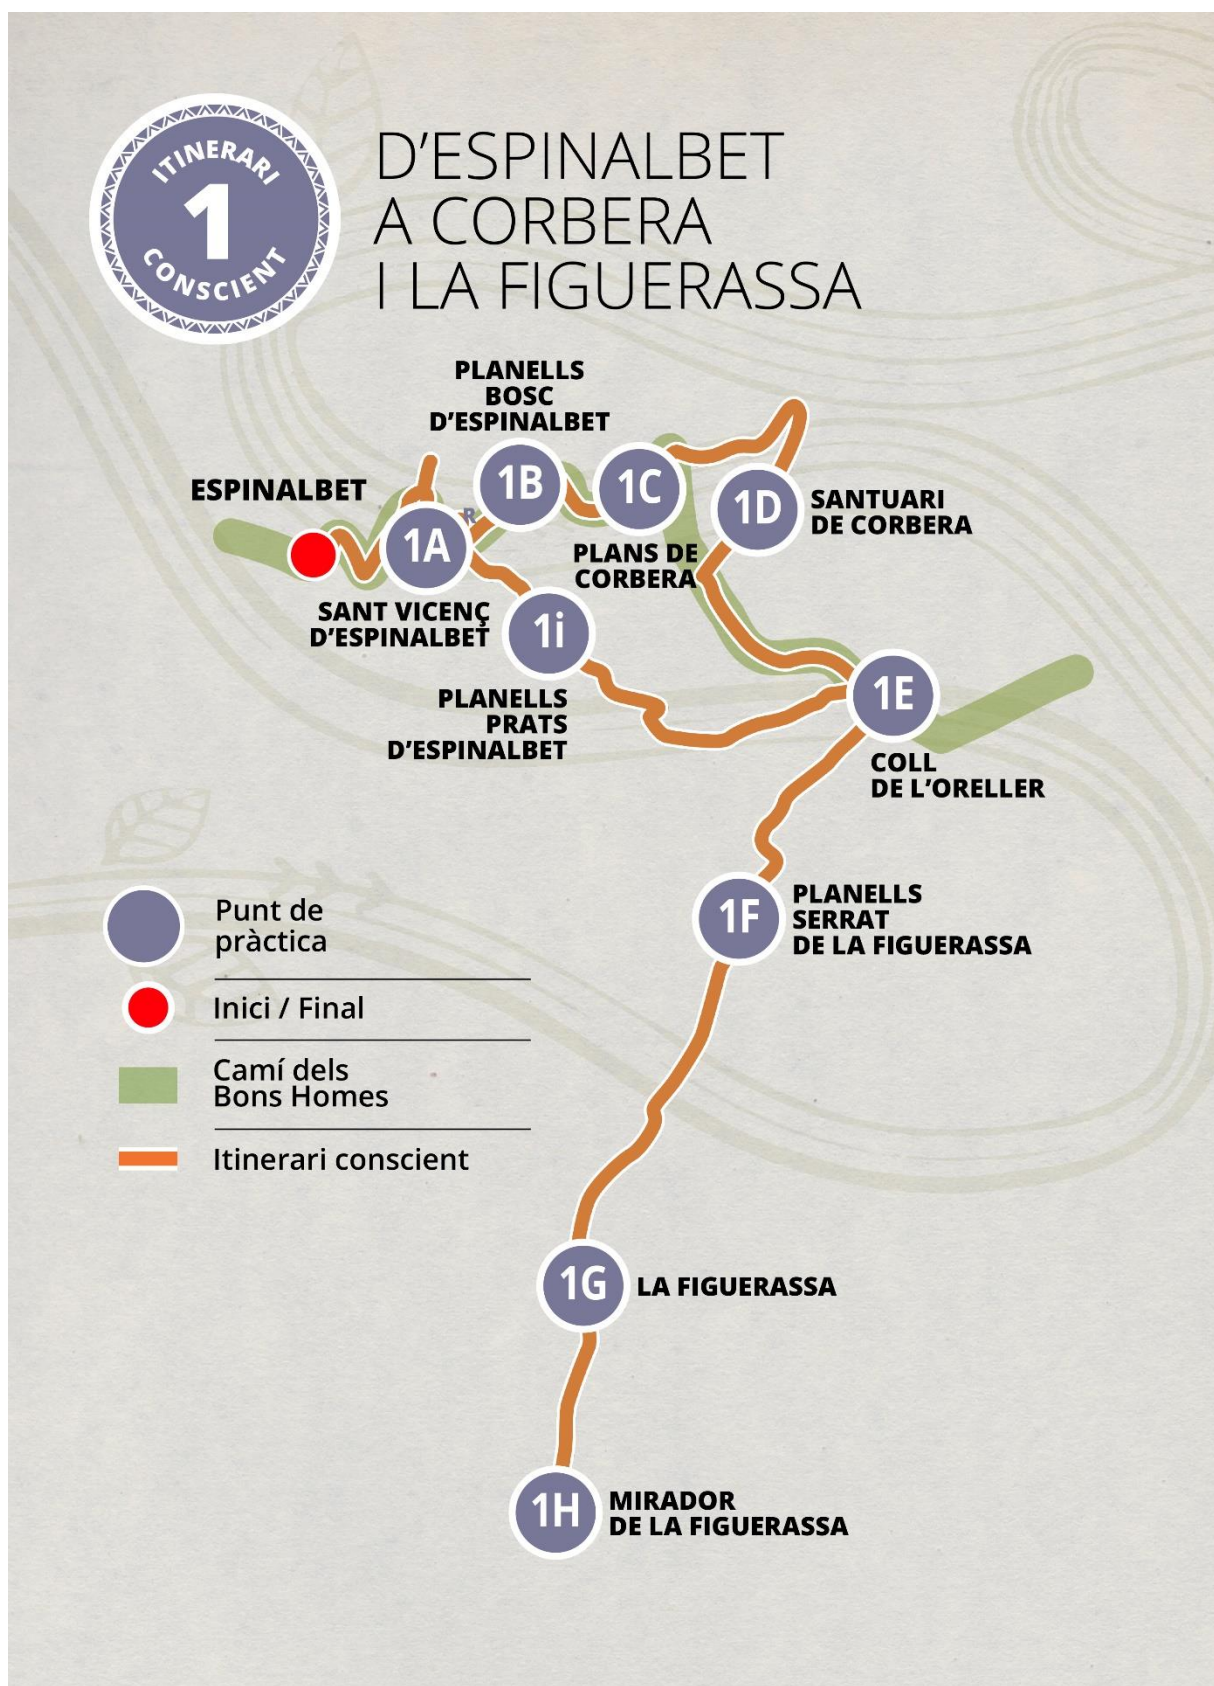 ITINERARI
1
CONSCIENT
D'ESPINALBET
A CORBERA
I LA FIGUERASSA
PLANELLS
BOSC
D'ESPINALBET
ESPINALBET
1B
1C
1D
SANTUARI
DE CORBERA
R
1A
PLANS DE
CORBERA
SANT VICENÇ
D'ESPINALBET
1i
PLANELLS
PRATS
D'ESPINALBET
1E
COLL
DE L'ORELLER
1F
PLANELLS
SERRAT
DE LA FIGUERASSA
Punt de
pràctica
Inici / Final
Camí dels
Bons Homes
Itinerari conscient
1G
LA FIGUERASSA
1H
MIRADOR
DE LA FIGUERASSA